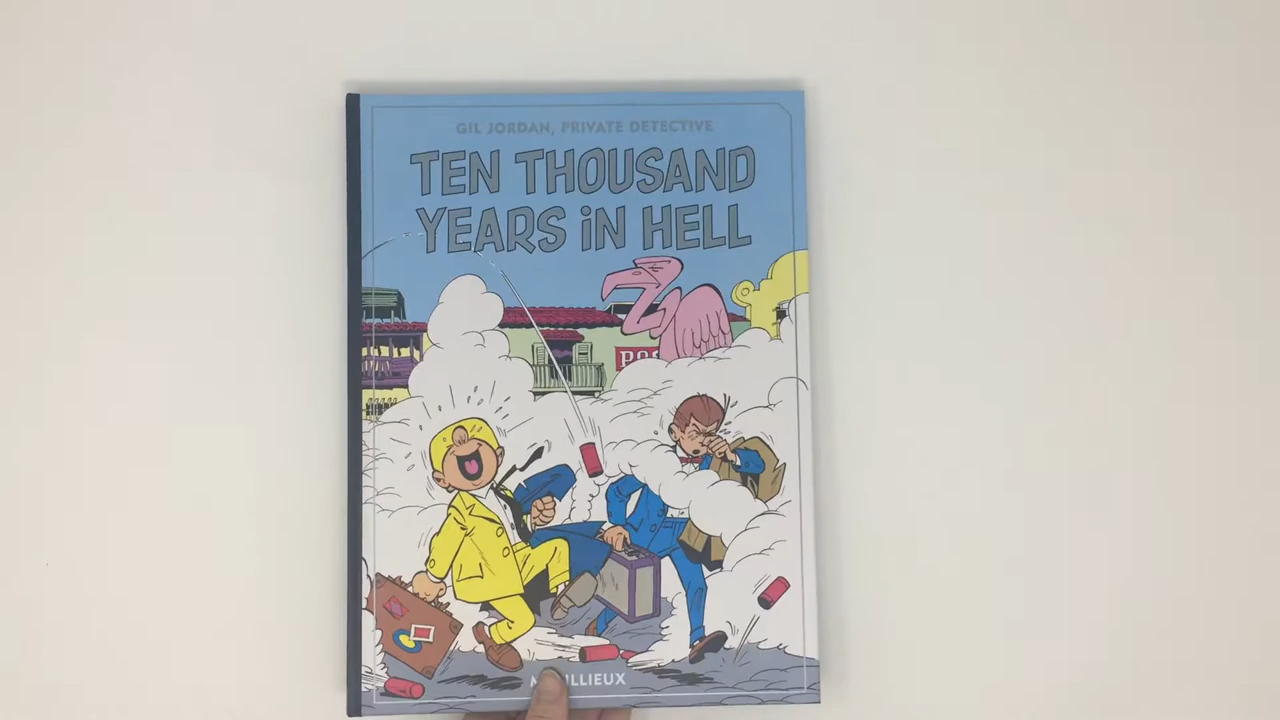 GIL JORDAN, PRIVATE DETECTIVE
TEN THOUSAND
YEARS iN HELL